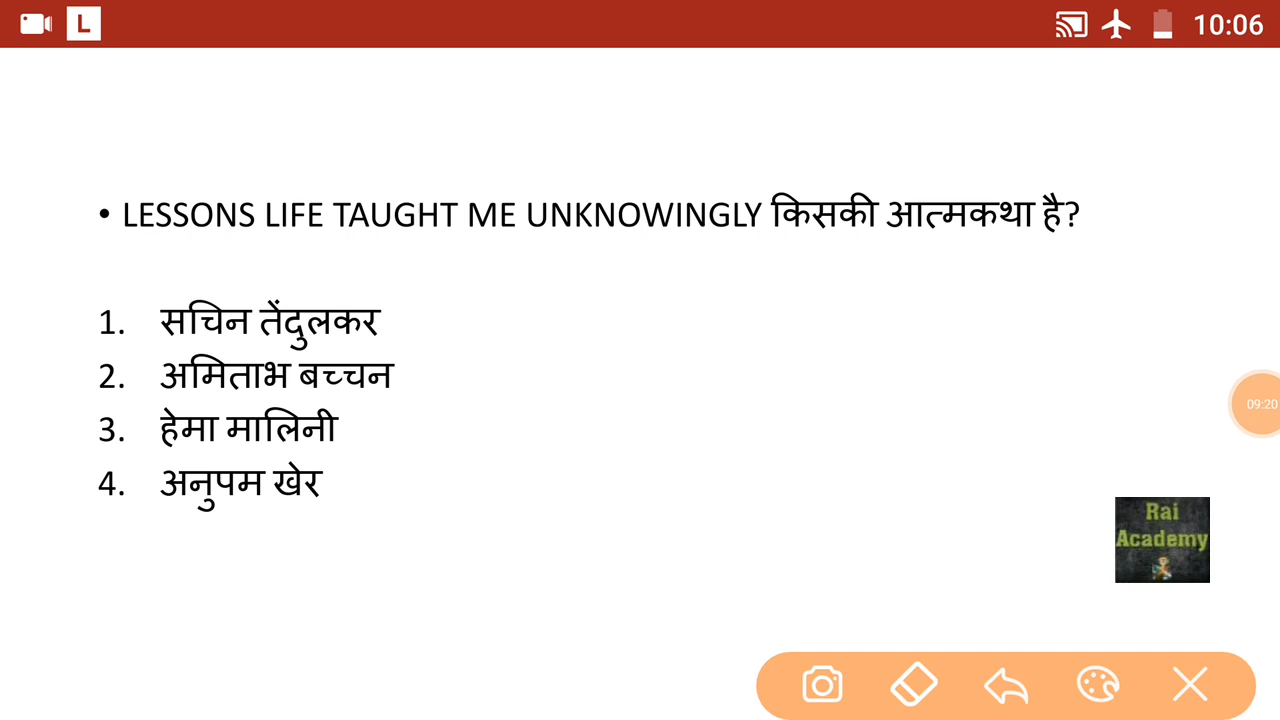 L 10:06
• LESSONS LIFE TAUGHT ME UNKNOWINGLY किसकी आत्मकथा है?
1. सचिन तेंदुलकर
2. अमिताभ बच्चन
3. हेमा मालिनी
09:20
4. अनुपम खेर
Rai
Academy